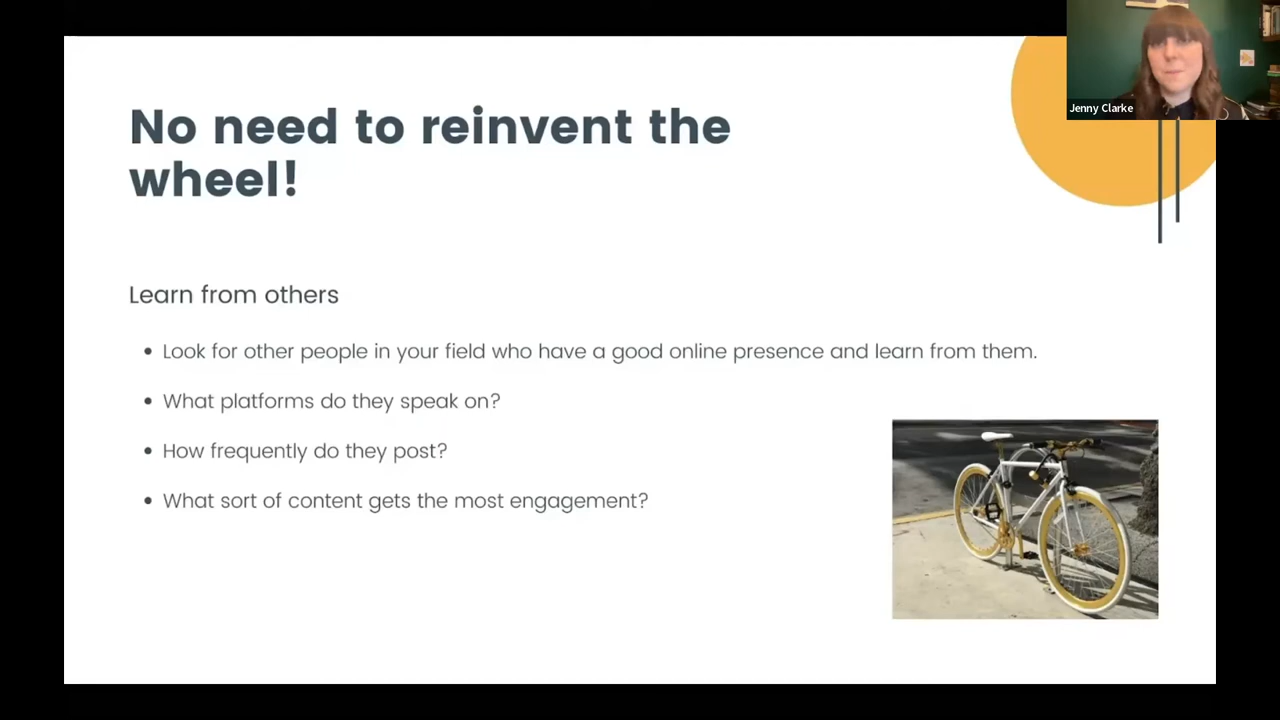 Jenny Clarke
No need to reinvent the
wheel!
Learn from others
• Look for other people in your field who have a good online presence and learn from them.
• What platforms do they speak on?
• How frequently do they post?
• What sort of content gets the most engagement?